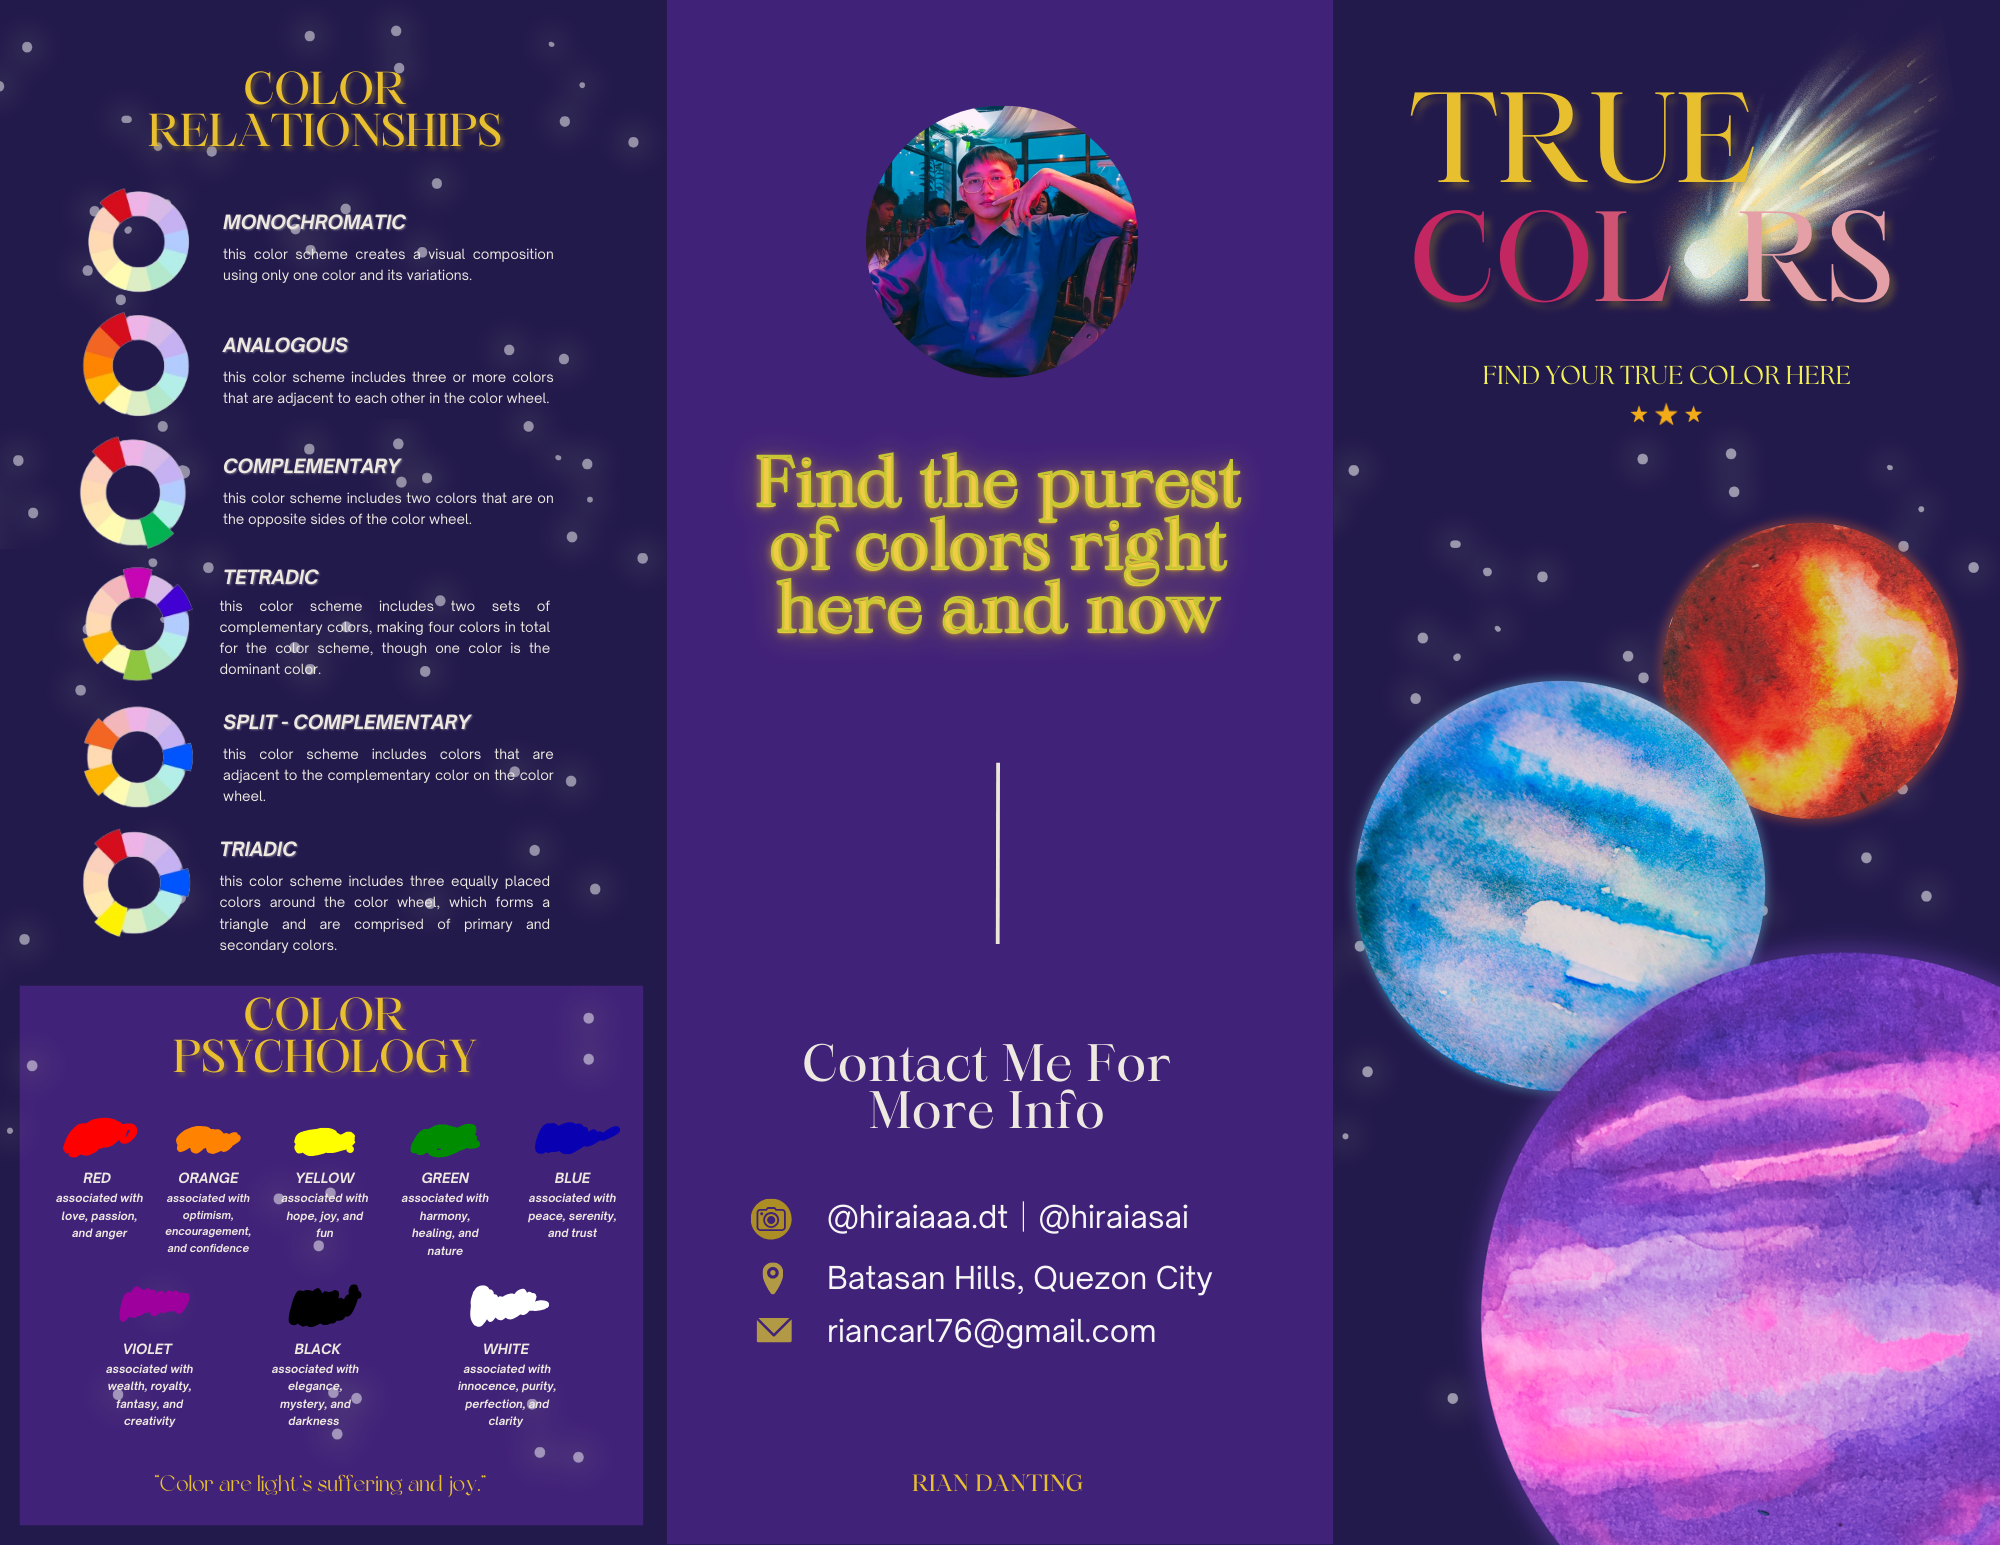 COLOR
RELATIONSHIPS
MONOCHROMATIC
this color scheme creates a visual composition
using only one color and its variations.
ANALOGOUS
this color scheme includes three or more colors
that are adjacent to each other in the color wheel.
COMPLEMENTARY
this color scheme includes two colors that are on
the opposite sides of the color wheel.
TETRADIC
this color scheme includes two sets of
complementary colors, making four colors in total
for the color scheme, though one color is the
dominant color.
SPLIT - COMPLEMENTARY
this color scheme includes colors that are
adjacent to the complementary color on the color
wheel.
TRIADIC
this color scheme includes three equally placed
colors around the color wheel, which forms a
triangle and are comprised of primary and
secondary colors.
COLOR
PSYCHOLOGY
RED
associated with
love, passion,
and anger
ORANGE
associated with
optimism,
encouragement,
and confidence
YELLOW
associated with
hope, joy, and
fun
GREEN
associated with
harmony,
healing, and
nature
BLUE
associated with
peace, serenity,
and trust
VIOLET
associated with
wealth, royalty,
fantasy, and
creativity
BLACK
associated with
elegance,
mystery, and
darkness
WHITE
associated with
innocence, purity,
perfection, and
clarity
"Color are light's suffering and joy."
Find the purest
of colors right
here and now
Contact Me For
More Info
@hiraiaaa.dt | @hiraiasai
Batasan Hills, Quezon City
riancarl76@gmail.com
RIAN DANTING
TRUE
COL RS
FIND YOUR TRUE COLOR HERE